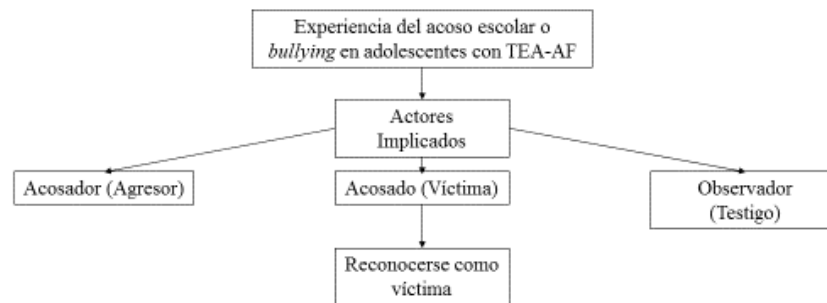 Experiencia del acoso escolar o
bullying en adolescentes con TEA-AF
Actores
Implicados
Acosador (Agresor)
Acosado (Víctima)
Observador
(Testigo)
Reconocerse como
víctima